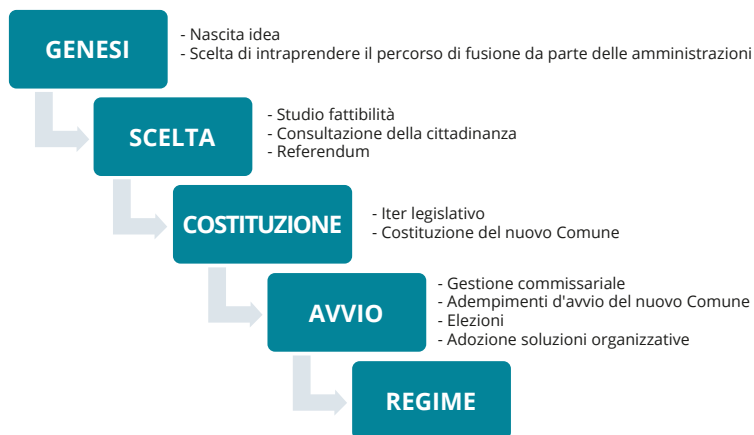 GENESI
- Nascita idea
- Scelta di intraprendere il percorso di fusione da parte delle amministrazioni
SCELTA
- Studio fattibilità
- Consultazione della cittadinanza
- Referendum
COSTITUZIONE
- Iter legislativo
- Costituzione del nuovo Comune
AVVIO
- Gestione commissariale
- Adempimenti d'avvio del nuovo Comune
- Elezioni
- Adozione soluzioni organizzative
REGIME